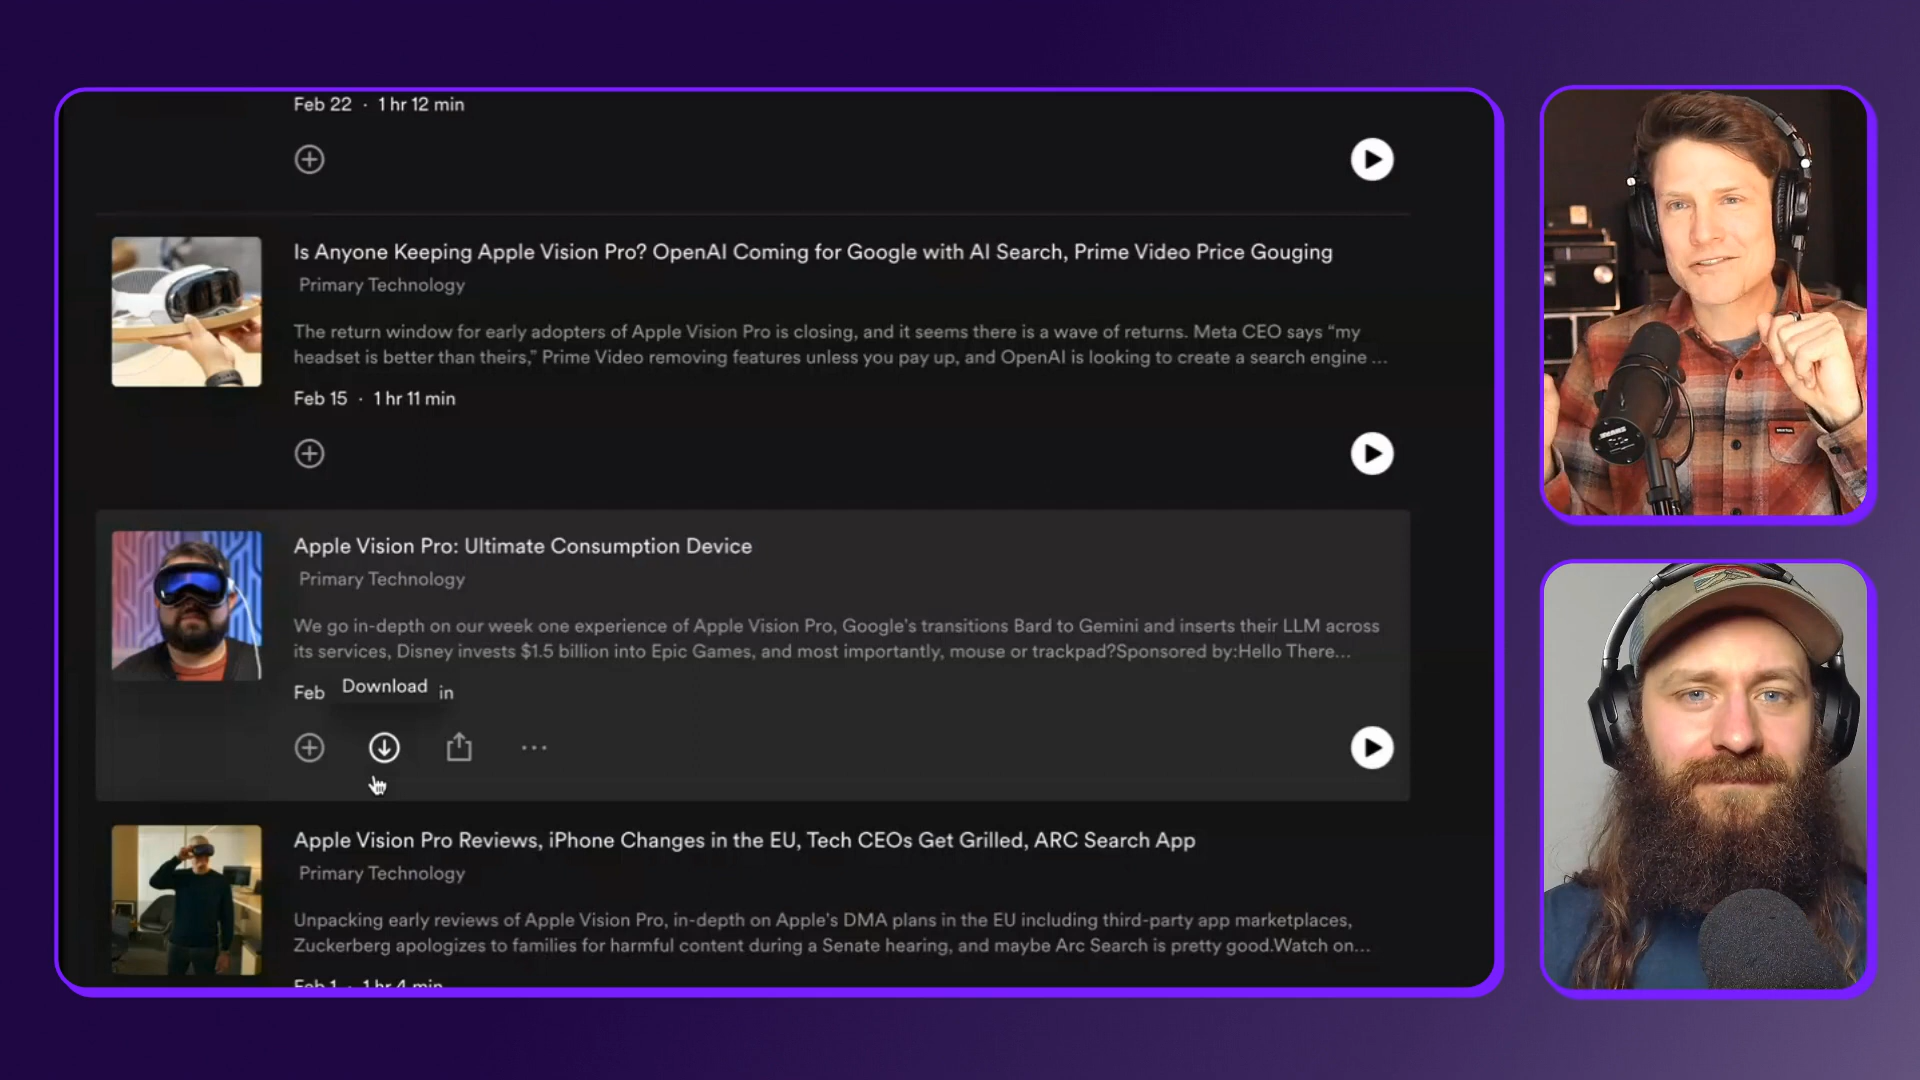 Feb 22 · 1 hr 12 min
Is Anyone Keeping Apple Vision Pro? OpenAI Coming for Google with AI Search, Prime Video Price Gouging
Primary Technology
The return window for early adopters of Apple Vision Pro is closing, and it seems there is a wave of returns. Meta CEO says “my
headset is better than theirs,” Prime Video removing features unless you pay up, and OpenAI is looking to create a search engine ...
Feb 15 · 1 hr 11 min
Apple Vision Pro: Ultimate Consumption Device
Primary Technology
We go in-depth on our week one experience of Apple Vision Pro, Google's transitions Bard to Gemini and inserts their LLM across
its services, Disney invests $1.5 billion into Epic Games, and most importantly, mouse or trackpad?Sponsored by:Hello There...
Feb
Download
in
Apple Vision Pro Reviews, iPhone Changes in the EU, Tech CEOs Get Grilled, ARC Search App
Primary Technology
Unpacking early reviews of Apple Vision Pro, in-depth on Apple's DMA plans in the EU including third-party app marketplaces,
Zuckerberg apologizes to families for harmful content during a Senate hearing, and maybe Arc Search is pretty good.Watch on...
Feb 1 · 1 hr 4 min